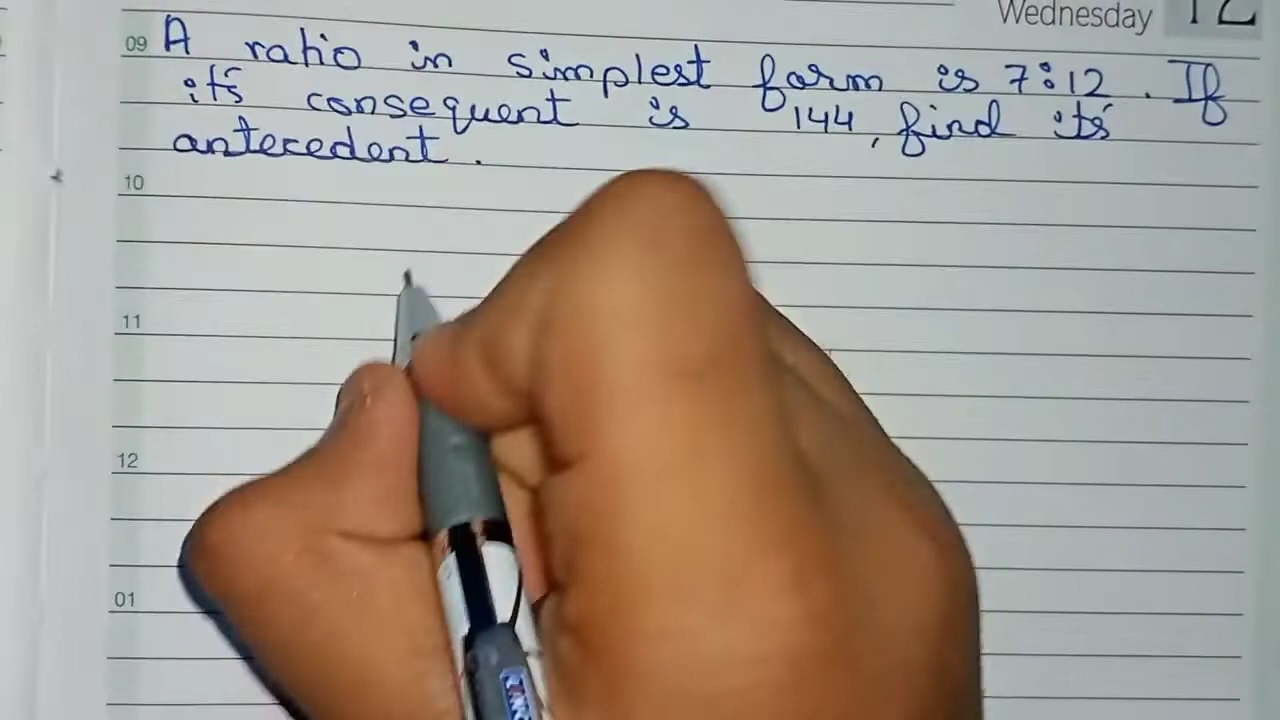 Wednesday 12
09 A ratio in simplest form is 7:12. If
its consequent is 144, find its
antecedent.
10
11
12
01